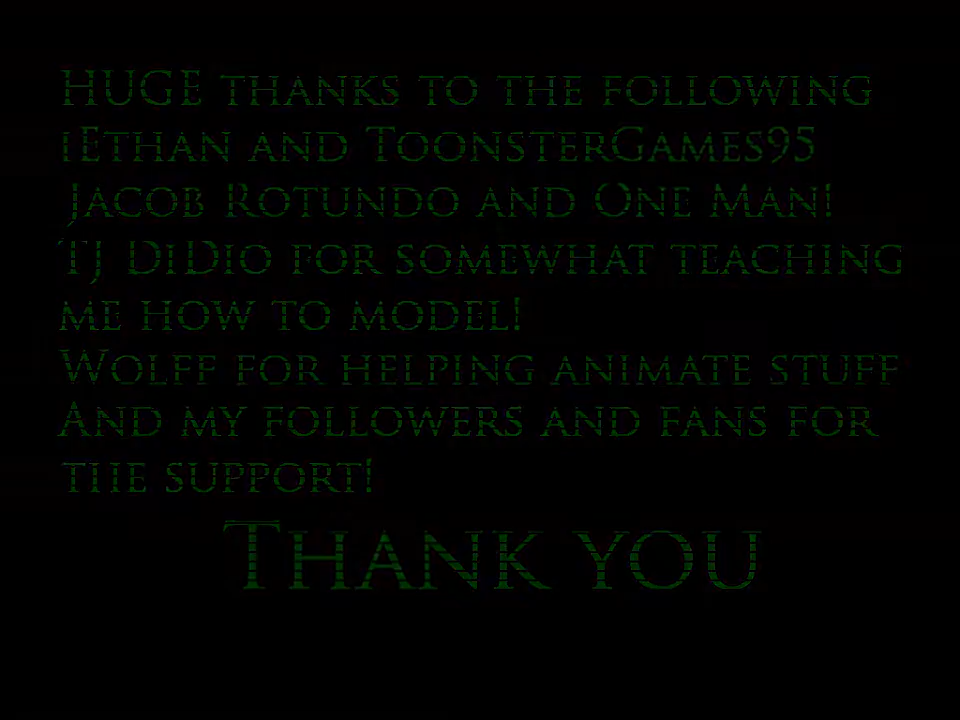 HUGE thanks to the following
iEthan and ToonsterGames95
Jacob Rotundo and One Man!
TJ DiDio for somewhat teaching
me how to model!
Wolff for helping animate stuff
And my followers and fans for
the support!
Thank you